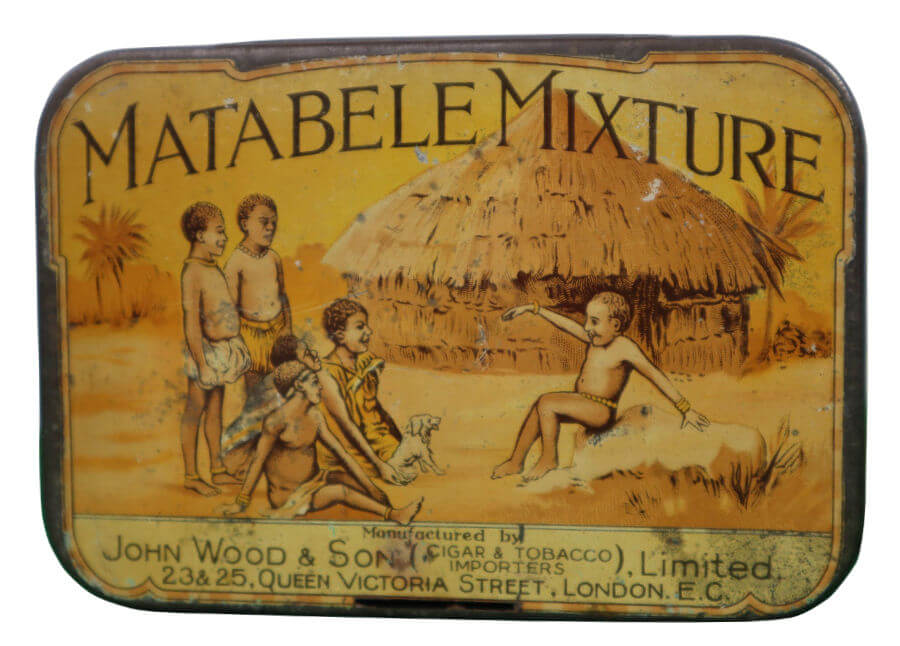 MATABELE MIXTURE
Manufactured by
JOHN WOOD & SON (CIGAR & TOBACCO IMPORTERS), Limited.
23 & 25, QUEEN VICTORIA STREET, LONDON. E.C.